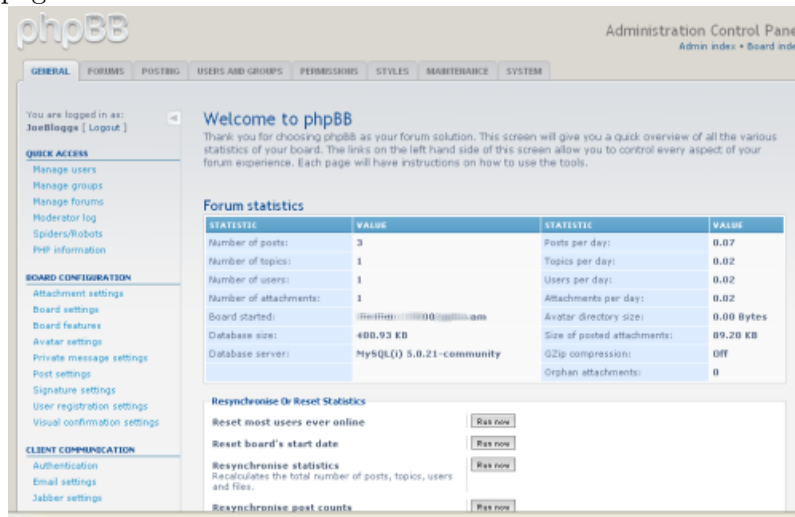 phpBB
Administration Control Pane
Admin index • Board inde
GENERAL FORUMS POSTING USERS AND GROUPS PERMISSIONS STYLES MAINTENANCE SYSTEM
You are logged in as:
JoeBloggs [ Logout ]
QUICK ACCESS
Manage users
Manage groups
Manage forums
Moderator log
Spiders/Robots
PHP information
BOARD CONFIGURATION
Attachment settings
Board settings
Board features
Avatar settings
Private message settings
Post settings
Signature settings
User registration settings
Visual confirmation settings
CLIENT COMMUNICATION
Authentication
Email settings
Jabber settings
Welcome to phpBB
Thank you for choosing phpBB as your forum solution. This screen will give you a quick overview of all the various
statistics of your board. The links on the left hand side of this screen allow you to control every aspect of your
forum experience. Each page will have instructions on how to use the tools.
Forum statistics
STATISTIC VALUE STATISTIC VALUE
Number of posts: 3 Posts per day: 0.07
Number of topics: 1 Topics per day: 0.02
Number of users: 1 Users per day: 0.02
Number of attachments: 1 Attachments per day: 0.02
Board started: am Avatar directory size: 0.00 Bytes
Database size: 400.93 KB Size of posted attachments: 89.20 KB
Database server: MySQL(i) 5.0.21-community GZip compression: Off
Orphan attachments: 0
Resynchronise Or Reset Statistics
Reset most users ever online Run now
Reset board's start date Run now
Resynchronise statistics Run now
Recalculates the total number of posts, topics, users
and files.
Resynchronise post counts Run now